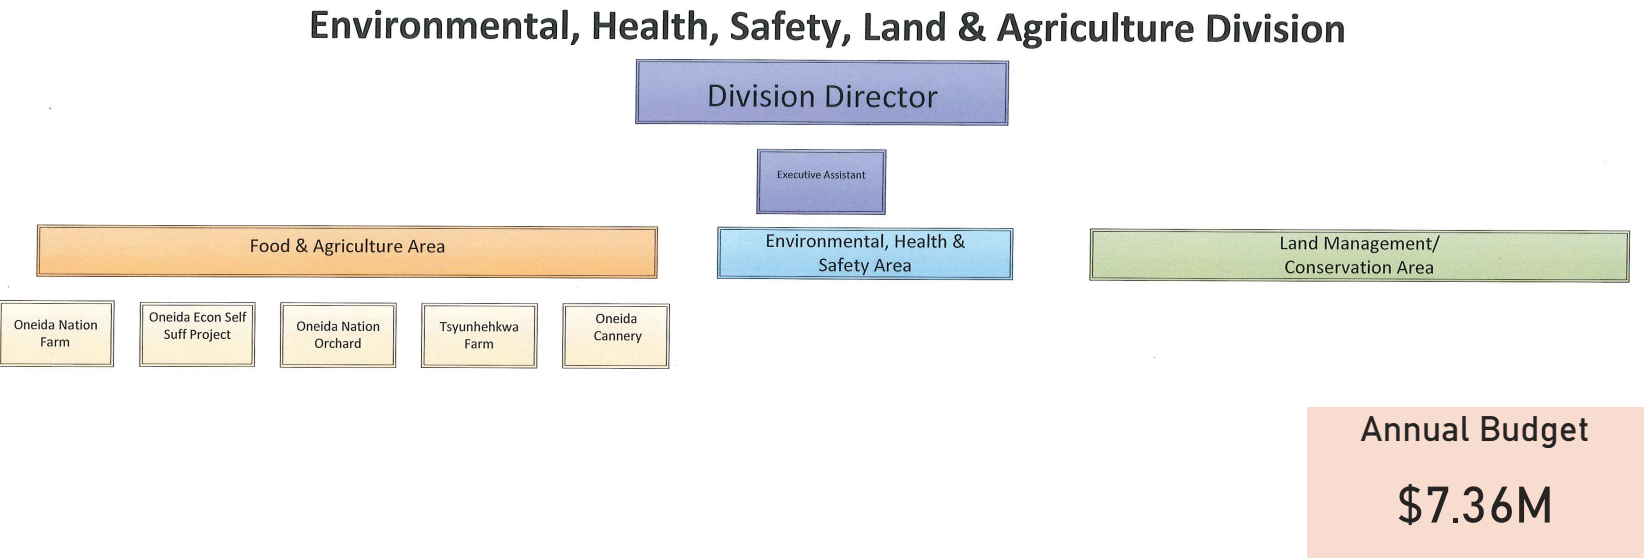 Environmental, Health, Safety, Land & Agriculture Division
Division Director
Executive Assistant
Food & Agriculture Area
Environmental, Health &
Safety Area
Land Management/
Conservation Area
Oneida Nation
Farm
Oneida Econ Self
Suff Project
Oneida Nation
Orchard
Tsyunhehkwa
Farm
Oneida
Cannery
Annual Budget
$7.36M